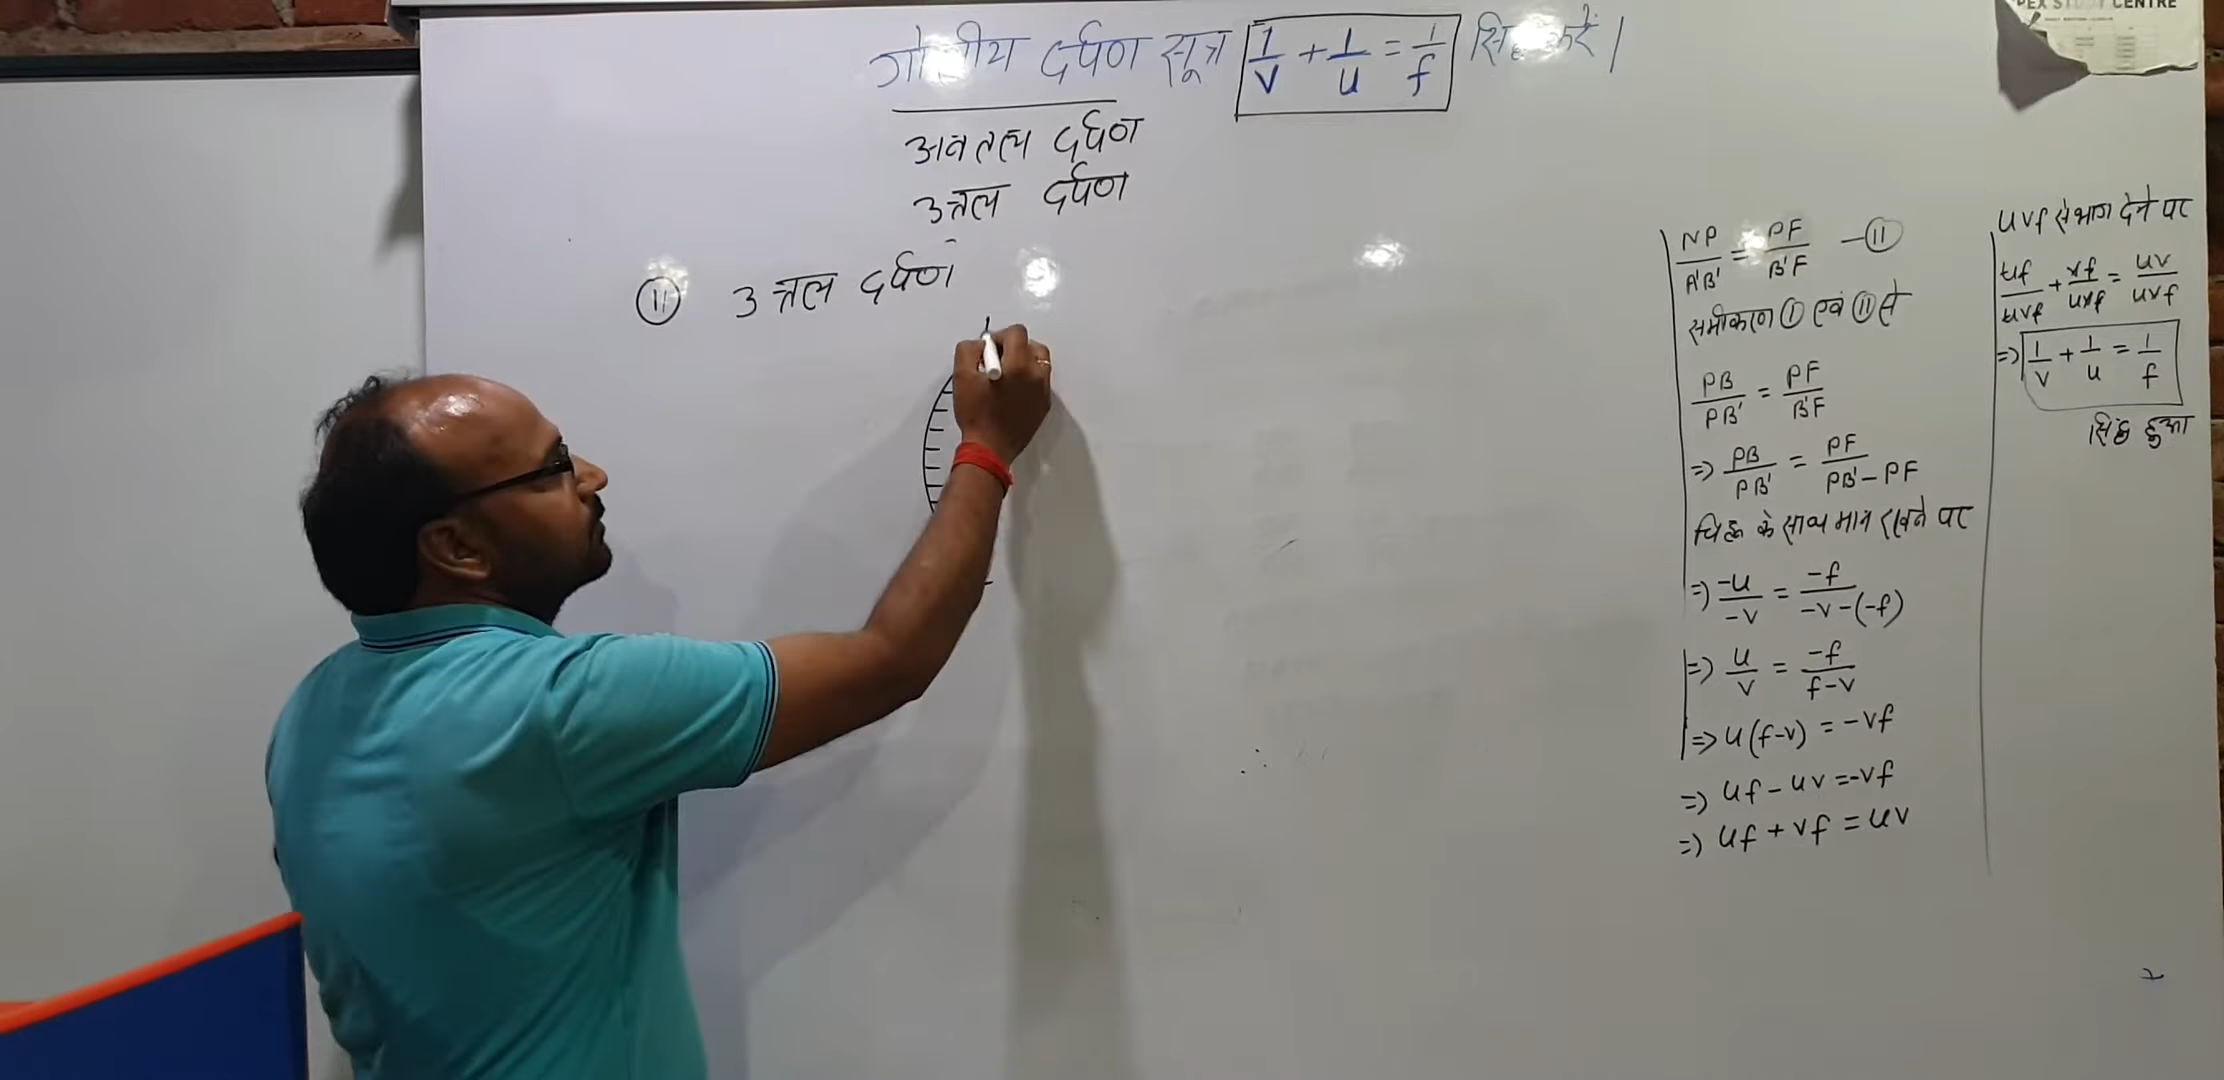 गोलीय दर्पण सूत्र 1/v + 1/u = 1/f सिद्ध करें।
अवतल दर्पण
उत्तल दर्पण
(II) उत्तल दर्पण
NP/A'B' = PF/B'F —(II)
समीकरण (I) एवं (II) से
PB/PB' = PF/B'F
=> PB/PB' = PF/PB'-PF
चिह्न के साथ मान रखने पर
=> -u/-v = -f/-v-(-f)
=> u/v = -f/f-v
=> u(f-v) = -vf
=> uf - uv = -vf
=> uf + vf = uv
uvf से भाग देने पर
uf/uvf + vf/uvf = uv/uvf
=> 1/v + 1/u = 1/f
सिद्ध हुआ
STUDY CENTRE